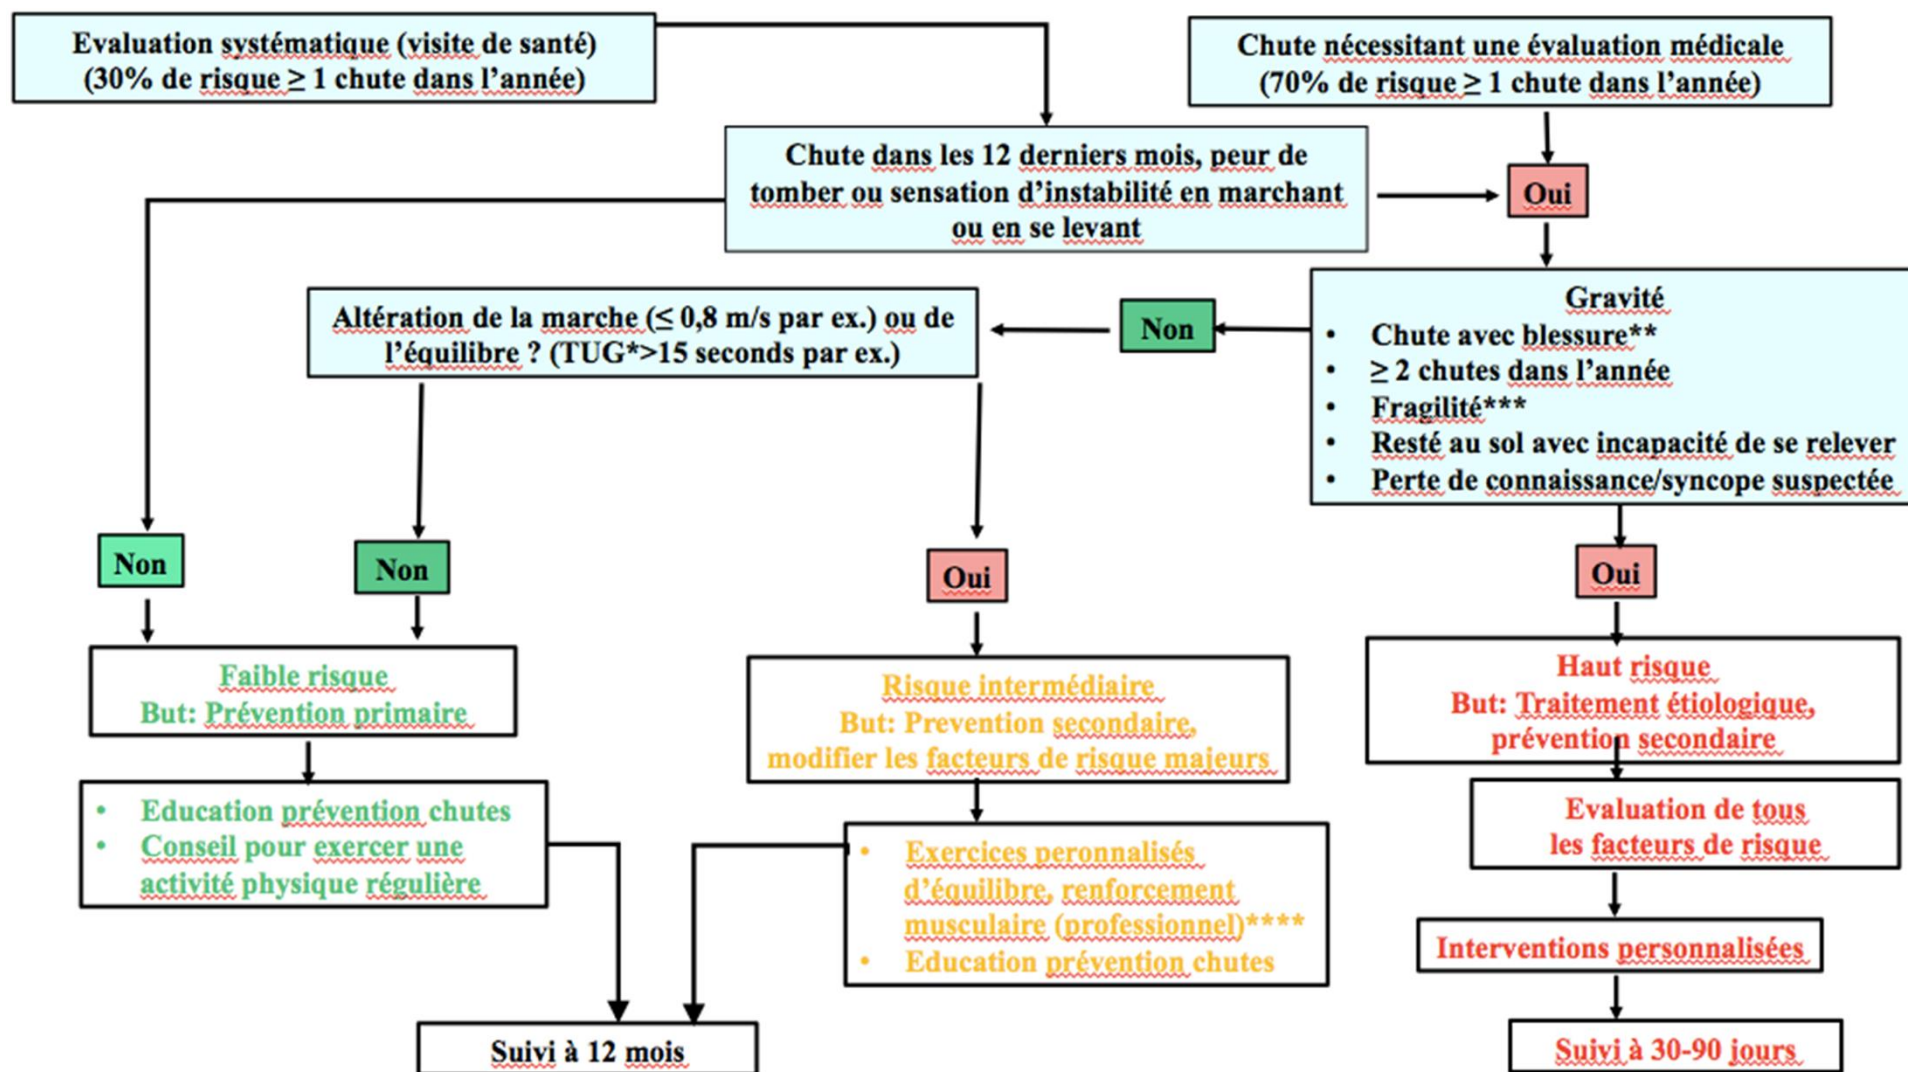 Evaluation systématique (visite de santé)
(30% de risque ≥ 1 chute dans l’année)
Chute nécessitant une évaluation médicale
(70% de risque ≥ 1 chute dans l’année)
Chute dans les 12 derniers mois, peur de
tomber ou sensation d’instabilité en marchant
ou en se levant
Oui
Gravité
• Chute avec blessure**
• ≥ 2 chutes dans l’année
• Fragilité***
• Resté au sol avec incapacité de se relever
• Perte de connaissance/syncope suspectée
Non
Altération de la marche (≤ 0,8 m/s par ex.) ou de
l’équilibre ? (TUG*>15 seconds par ex.)
Non
Non
Oui
Oui
Faible risque
But: Prévention primaire
Risque intermédiaire
But: Prevention secondaire,
modifier les facteurs de risque majeurs
Haut risque
But: Traitement étiologique,
prévention secondaire
• Education prévention chutes
• Conseil pour exercer une
activité physique régulière
• Exercices peronnalisés
d’équilibre, renforcement
musculaire (professionnel)****
• Education prévention chutes
Evaluation de tous
les facteurs de risque
Interventions personnalisées
Suivi à 12 mois
Suivi à 30-90 jours